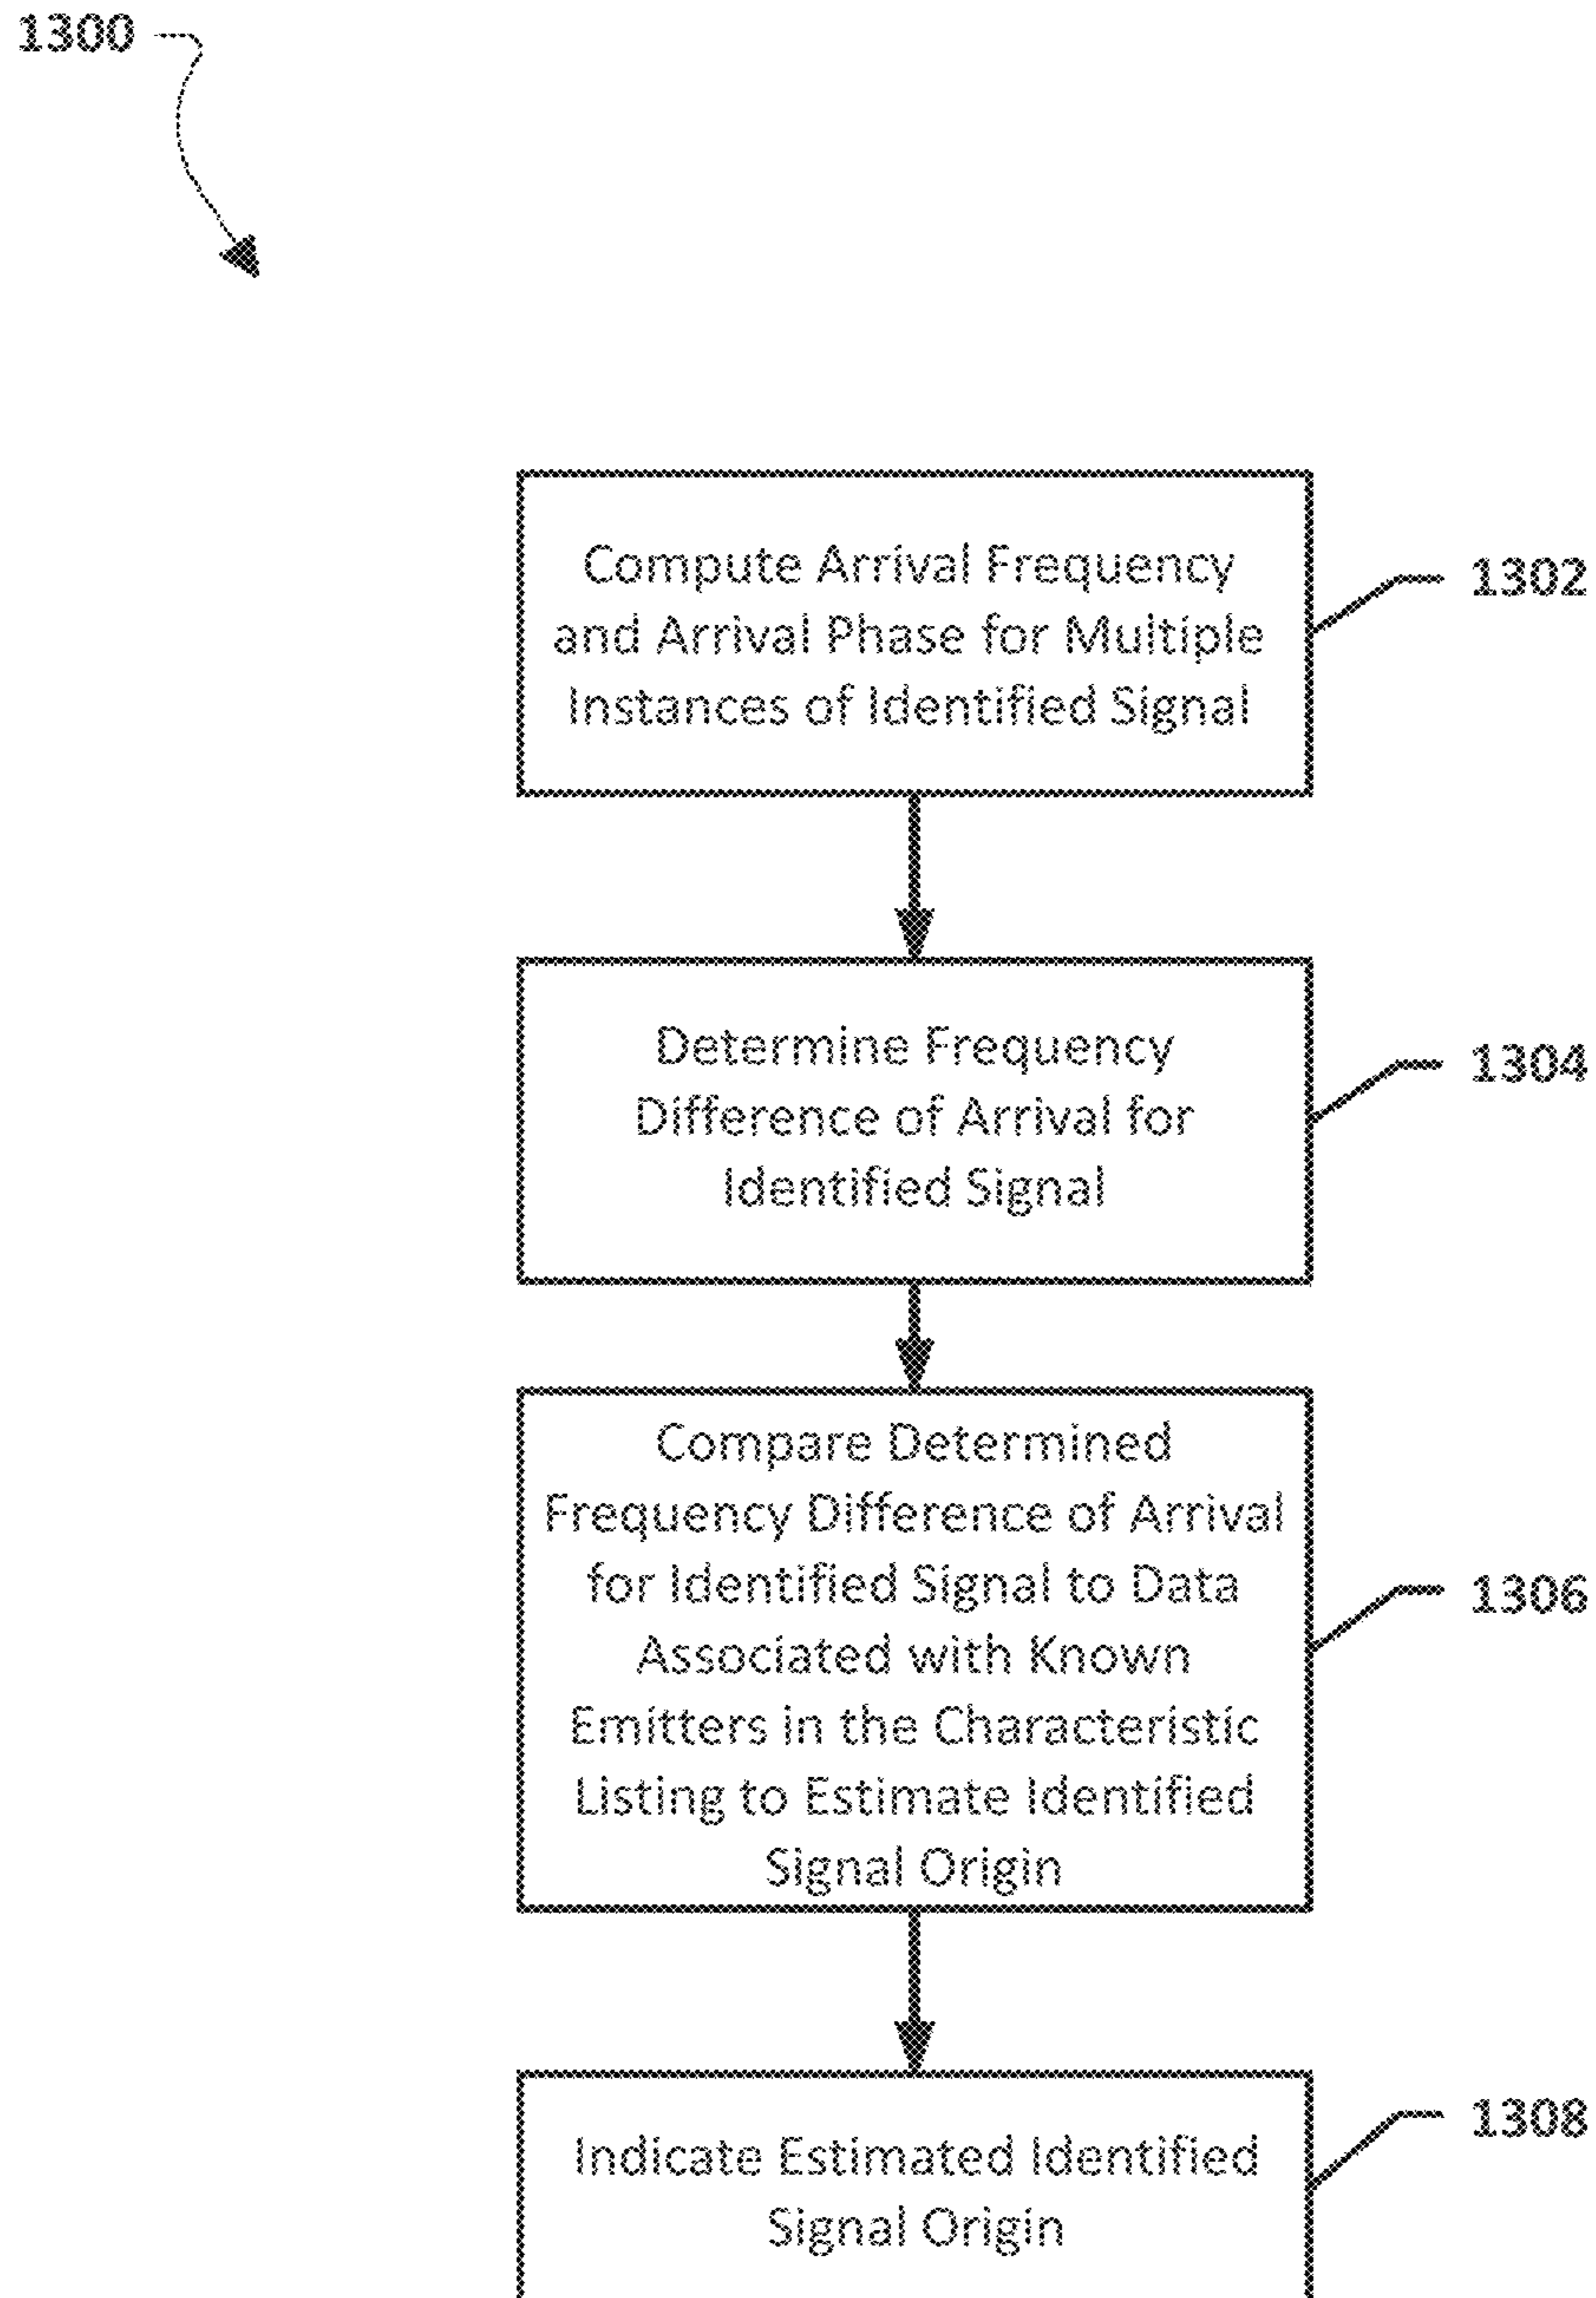 1300
Compute Arrival Frequency
and Arrival Phase for Multiple
Instances of Identified Signal
1302
Determine Frequency
Difference of Arrival for
Identified Signal
1304
Compare Determined
Frequency Difference of Arrival
for Identified Signal to Data
Associated with Known
Emitters in the Characteristic
Listing to Estimate Identified
Signal Origin
1306
Indicate Estimated Identified
Signal Origin
1308